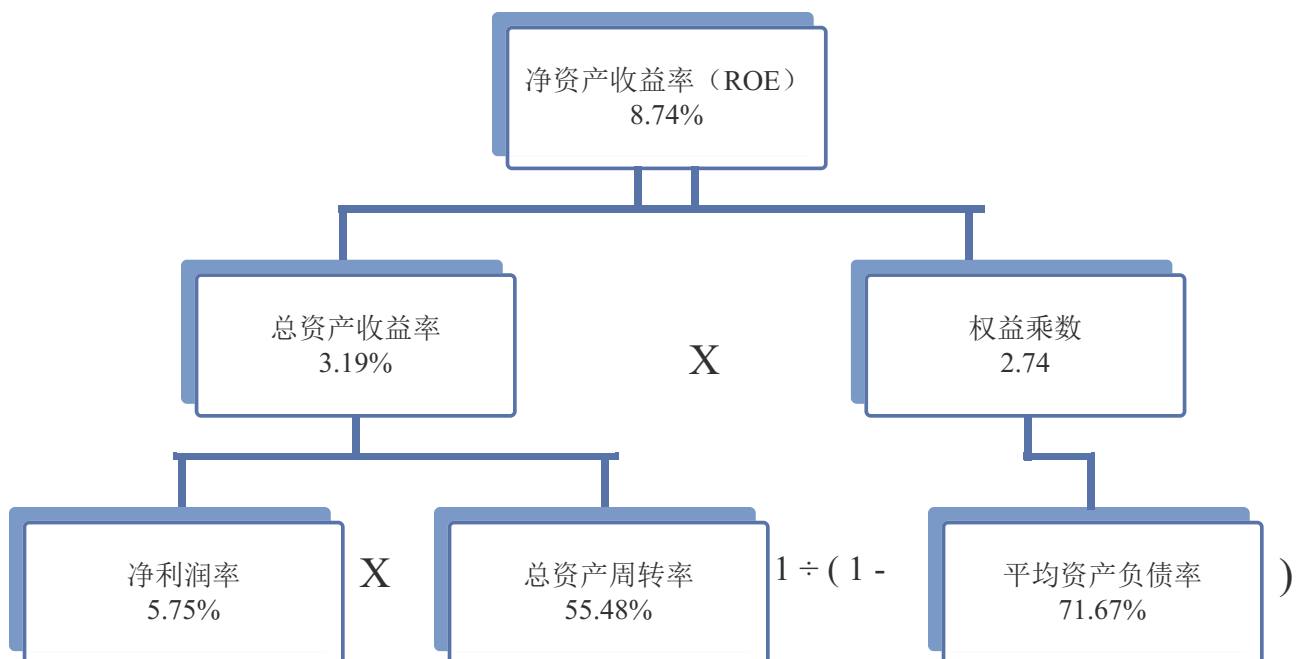 净资产收益率（ROE）
8.74%
总资产收益率
3.19%
X
权益乘数
2.74
净利润率
5.75%
X
总资产周转率
55.48%
1 ÷ ( 1 -
平均资产负债率
71.67%
)